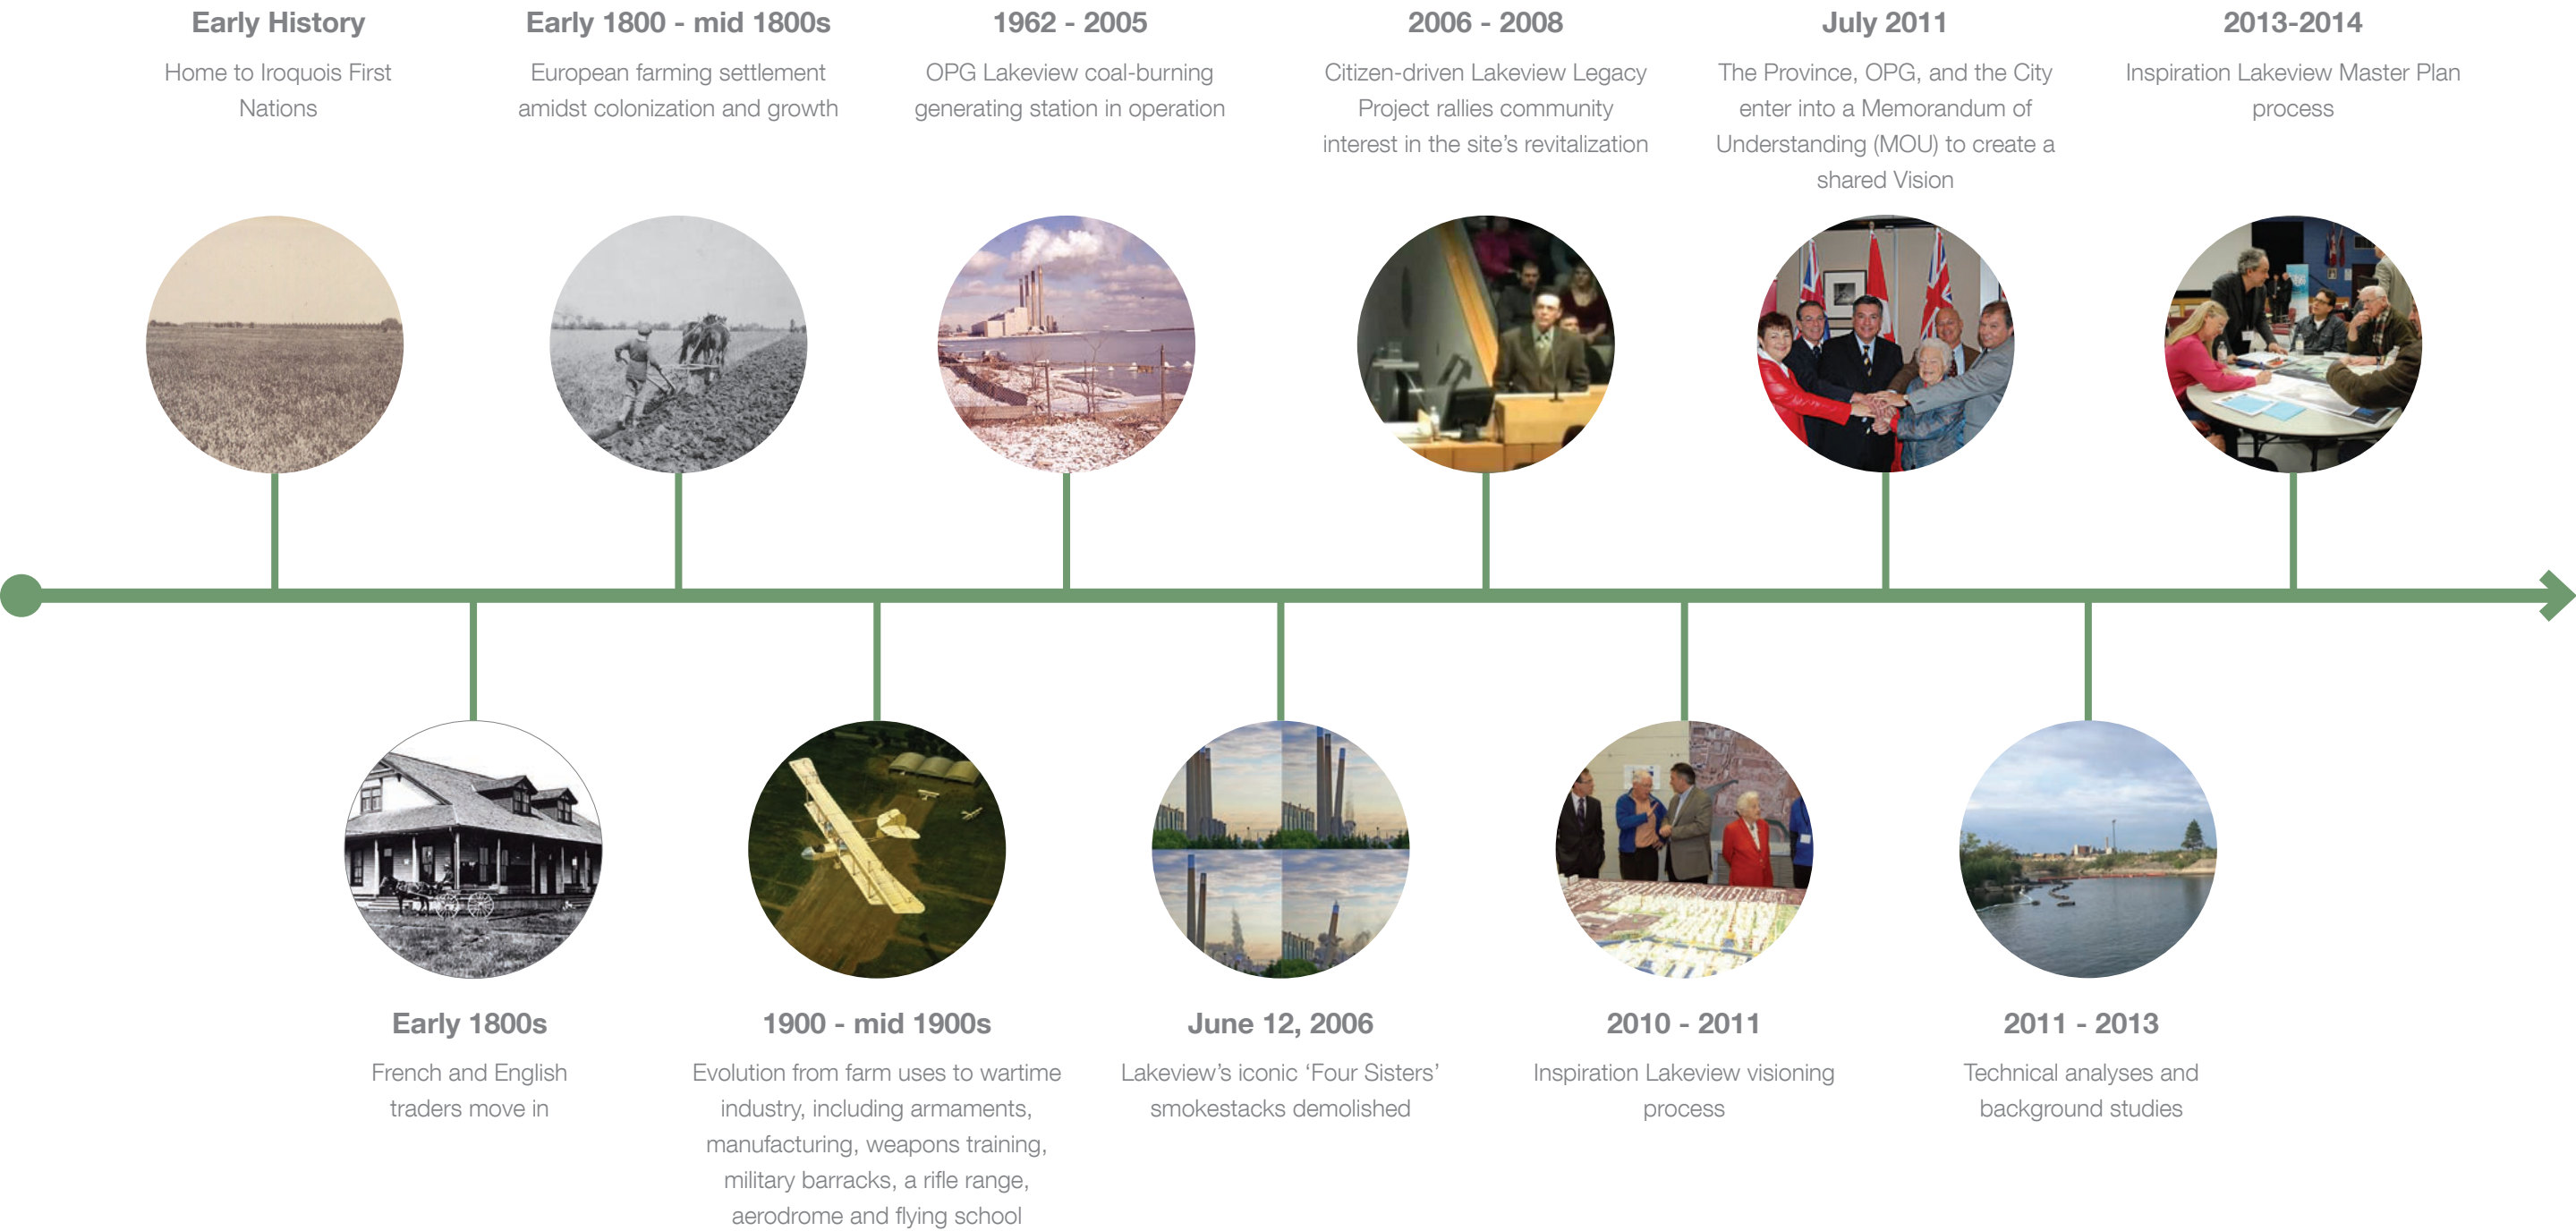 Early History
Home to Iroquois First
Nations
Early 1800 - mid 1800s
European farming settlement
amidst colonization and growth
1962 - 2005
OPG Lakeview coal-burning
generating station in operation
2006 - 2008
Citizen-driven Lakeview Legacy
Project rallies community
interest in the site’s revitalization
July 2011
The Province, OPG, and the City
enter into a Memorandum of
Understanding (MOU) to create a
shared Vision
2013-2014
Inspiration Lakeview Master Plan
process
Early 1800s
French and English
traders move in
1900 - mid 1900s
Evolution from farm uses to wartime
industry, including armaments,
manufacturing, weapons training,
military barracks, a rifle range,
aerodrome and flying school
June 12, 2006
Lakeview’s iconic ‘Four Sisters’
smokestacks demolished
2010 - 2011
Inspiration Lakeview visioning
process
2011 - 2013
Technical analyses and
background studies